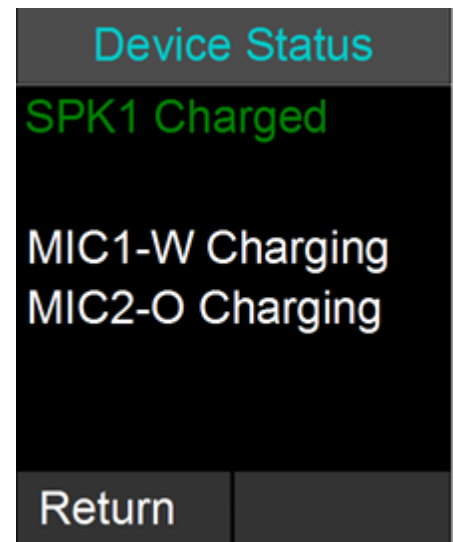 Device Status
SPK1 Charged
MIC1-W Charging
MIC2-O Charging
Return